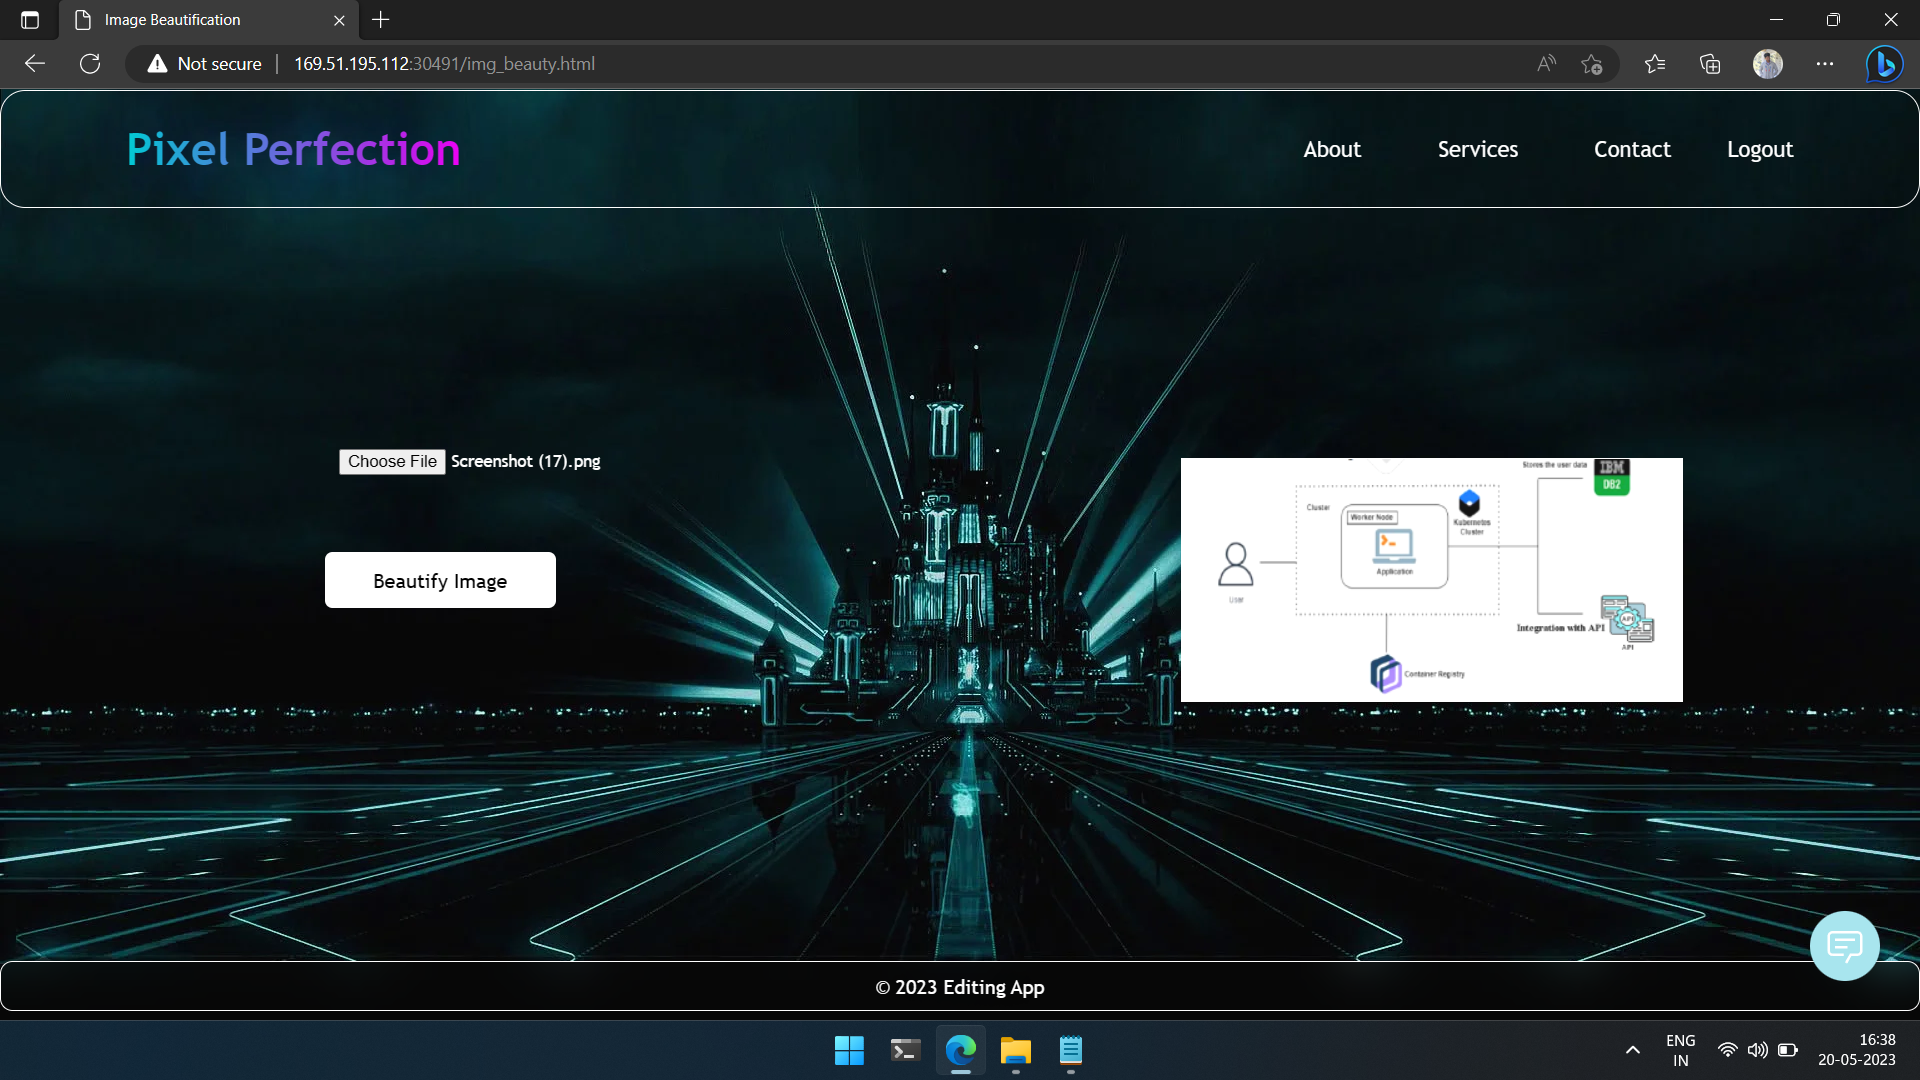 Image Beautification
Not secure
169.51.195.112:30491/img_beauty.html
Pixel Perfection
About
Services
Contact
Logout
Choose File Screenshot (17).png
Beautify Image
Stores the user data
IBM
DB2
Cluster
Worker Node
Kubernetes
Cluster
Application
User
Integration with API
API
API
Container Registry
© 2023 Editing App
ENG
IN
16:38
20-05-2023